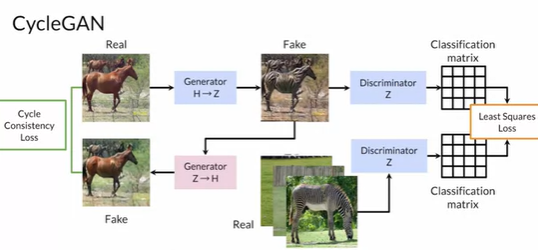 CycleGAN
Real
Fake
Classification
matrix
Generator
H→Z
Discriminator
Z
Cycle
Consistency
Loss
Least Squares
Loss
Generator
Z→H
Discriminator
Z
Fake
Real
Classification
matrix